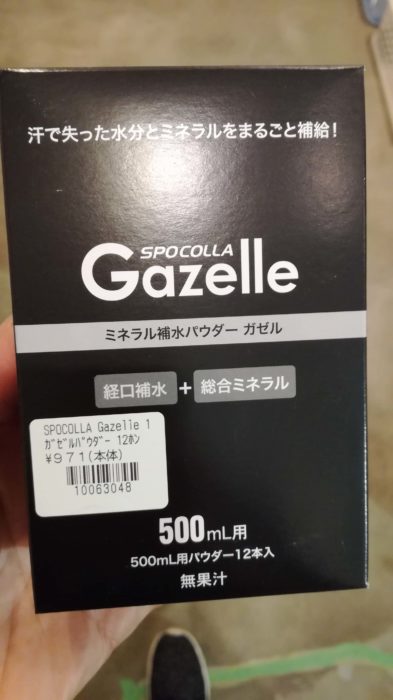 汗で失った水分とミネラルをまるごと補給!
SPOCOLLA
Gazelle
ミネラル補水パウダー ガゼル
経口補水 + 総合ミネラル
SPOCOLLA Gazelle 1
ガゼルパウダー 12ホン
¥971(本体)
10063048
500mL用
500mL用パウダー12本入
無果汁